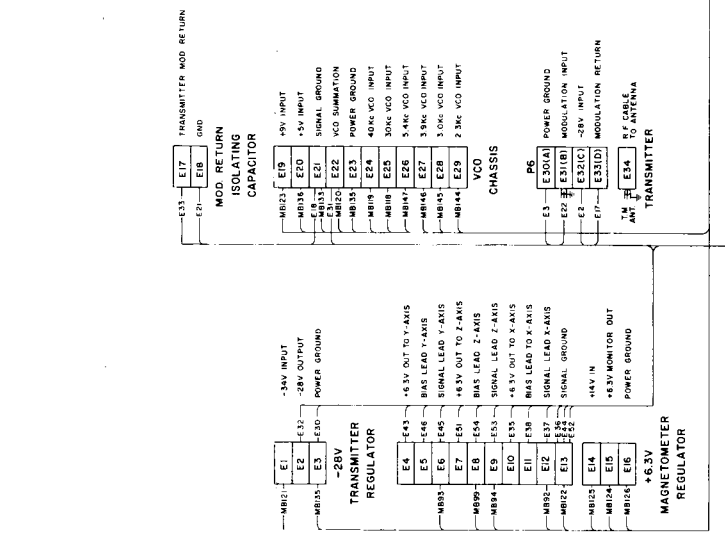 E33 E17 TRANSMITTER MOD RETURN
E21 E18 GND
MOD. RETURN
ISOLATING
CAPACITOR
MB123 E19 +9V INPUT
MB136 E20 +5V INPUT
E18 MB133 E21 SIGNAL GROUND
E31 MB120 E22 VCO SUMMATION
MB135 E23 POWER GROUND
MB119 E24 40Kc VCO INPUT
MB118 E25 30Kc VCO INPUT
MB147 E26 5.4Kc VCO INPUT
MB146 E27 3.9Kc VCO INPUT
MB145 E28 3.0Kc VCO INPUT
MB144 E29 2.3Kc VCO INPUT
VCO
CHASSIS
P6
E3 E30(A) POWER GROUND
E22 E31(B) MODULATION INPUT
E2 E32(C) -28V INPUT
E17 E33(D) MODULATION RETURN
T.M. ANT. E34 RF CABLE
TO ANTENNA
TRANSMITTER
MB121 E1 -34V INPUT
E2 E32 -28V OUTPUT
MB135 E3 E30 POWER GROUND
-28V
TRANSMITTER
REGULATOR
E4 E43 +6.3V OUT TO Y-AXIS
E5 E46 BIAS LEAD Y-AXIS
MB93 E6 E45 SIGNAL LEAD Y-AXIS
E7 E51 +6.3V OUT TO Z-AXIS
MB99 E8 E54 BIAS LEAD Z-AXIS
MB94 E9 E53 SIGNAL LEAD Z-AXIS
E10 E35 +6.3V OUT TO X-AXIS
E11 E38 BIAS LEAD TO X-AXIS
MB92 E12 E37 SIGNAL LEAD X-AXIS
MB122 E13 E36 E44 E52 SIGNAL GROUND
MB125 E14 +14V IN
MB124 E15 +6.3V MONITOR OUT
MB126 E16 POWER GROUND
+6.3V
MAGNETOMETER
REGULATOR